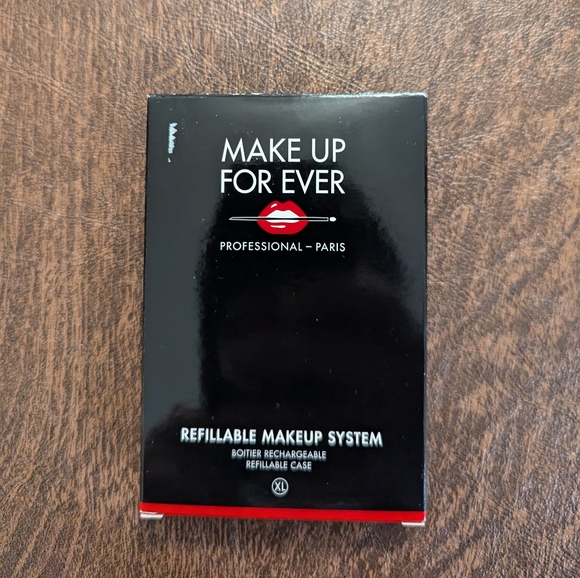 MAKE UP
FOR EVER
PROFESSIONAL – PARIS
REFILLABLE MAKEUP SYSTEM
BOITIER RECHARGEABLE
REFILLABLE CASE
XL